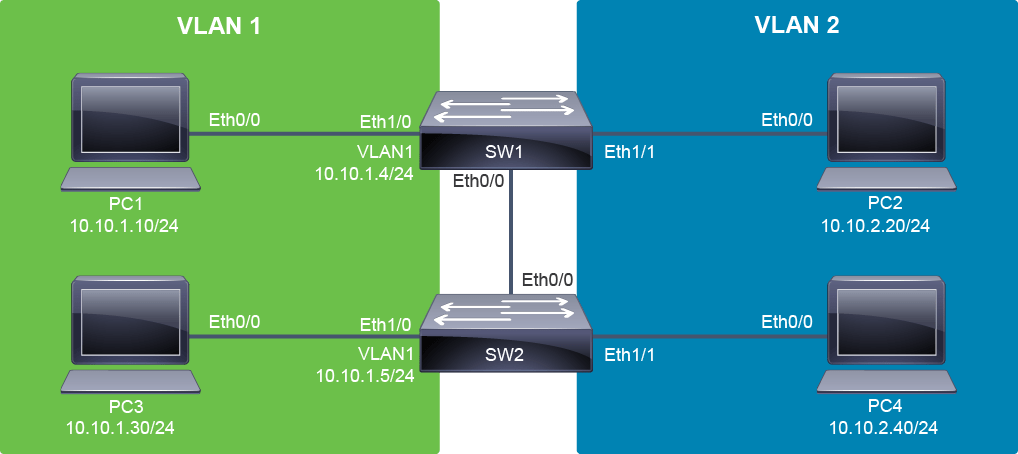 VLAN 1
VLAN 2
Eth0/0
Eth1/0
VLAN1
10.10.1.4/24
SW1
Eth0/0
Eth1/1
Eth0/0
PC1
10.10.1.10/24
PC2
10.10.2.20/24
Eth0/0
Eth0/0
Eth1/0
VLAN1
10.10.1.5/24
SW2
Eth1/1
Eth0/0
PC3
10.10.1.30/24
PC4
10.10.2.40/24